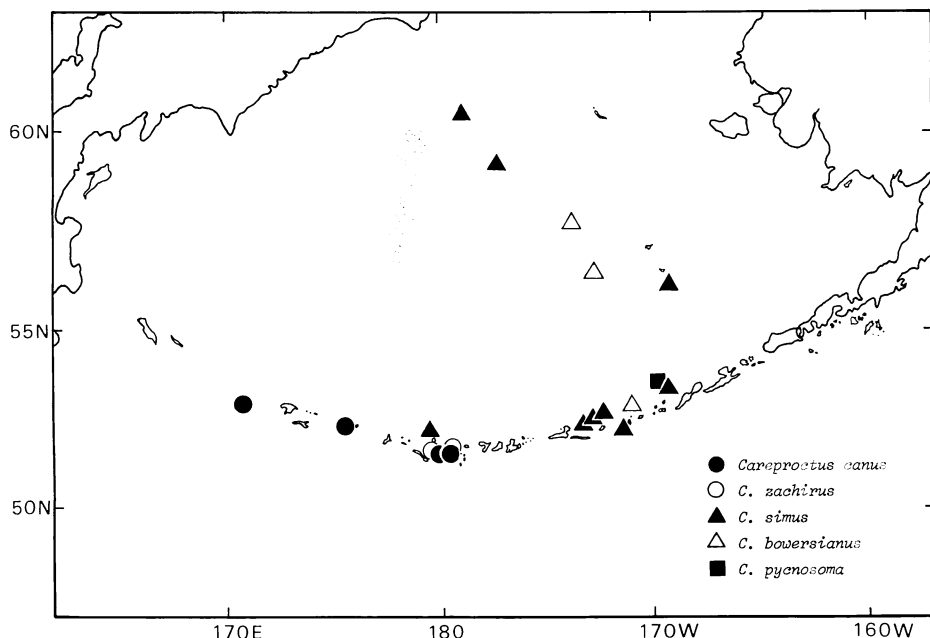 60N
55N
50N
170E
180
170W
160W
Careproctus canus
C. zachirus
C. simus
C. bowersianus
C. pycnosoma